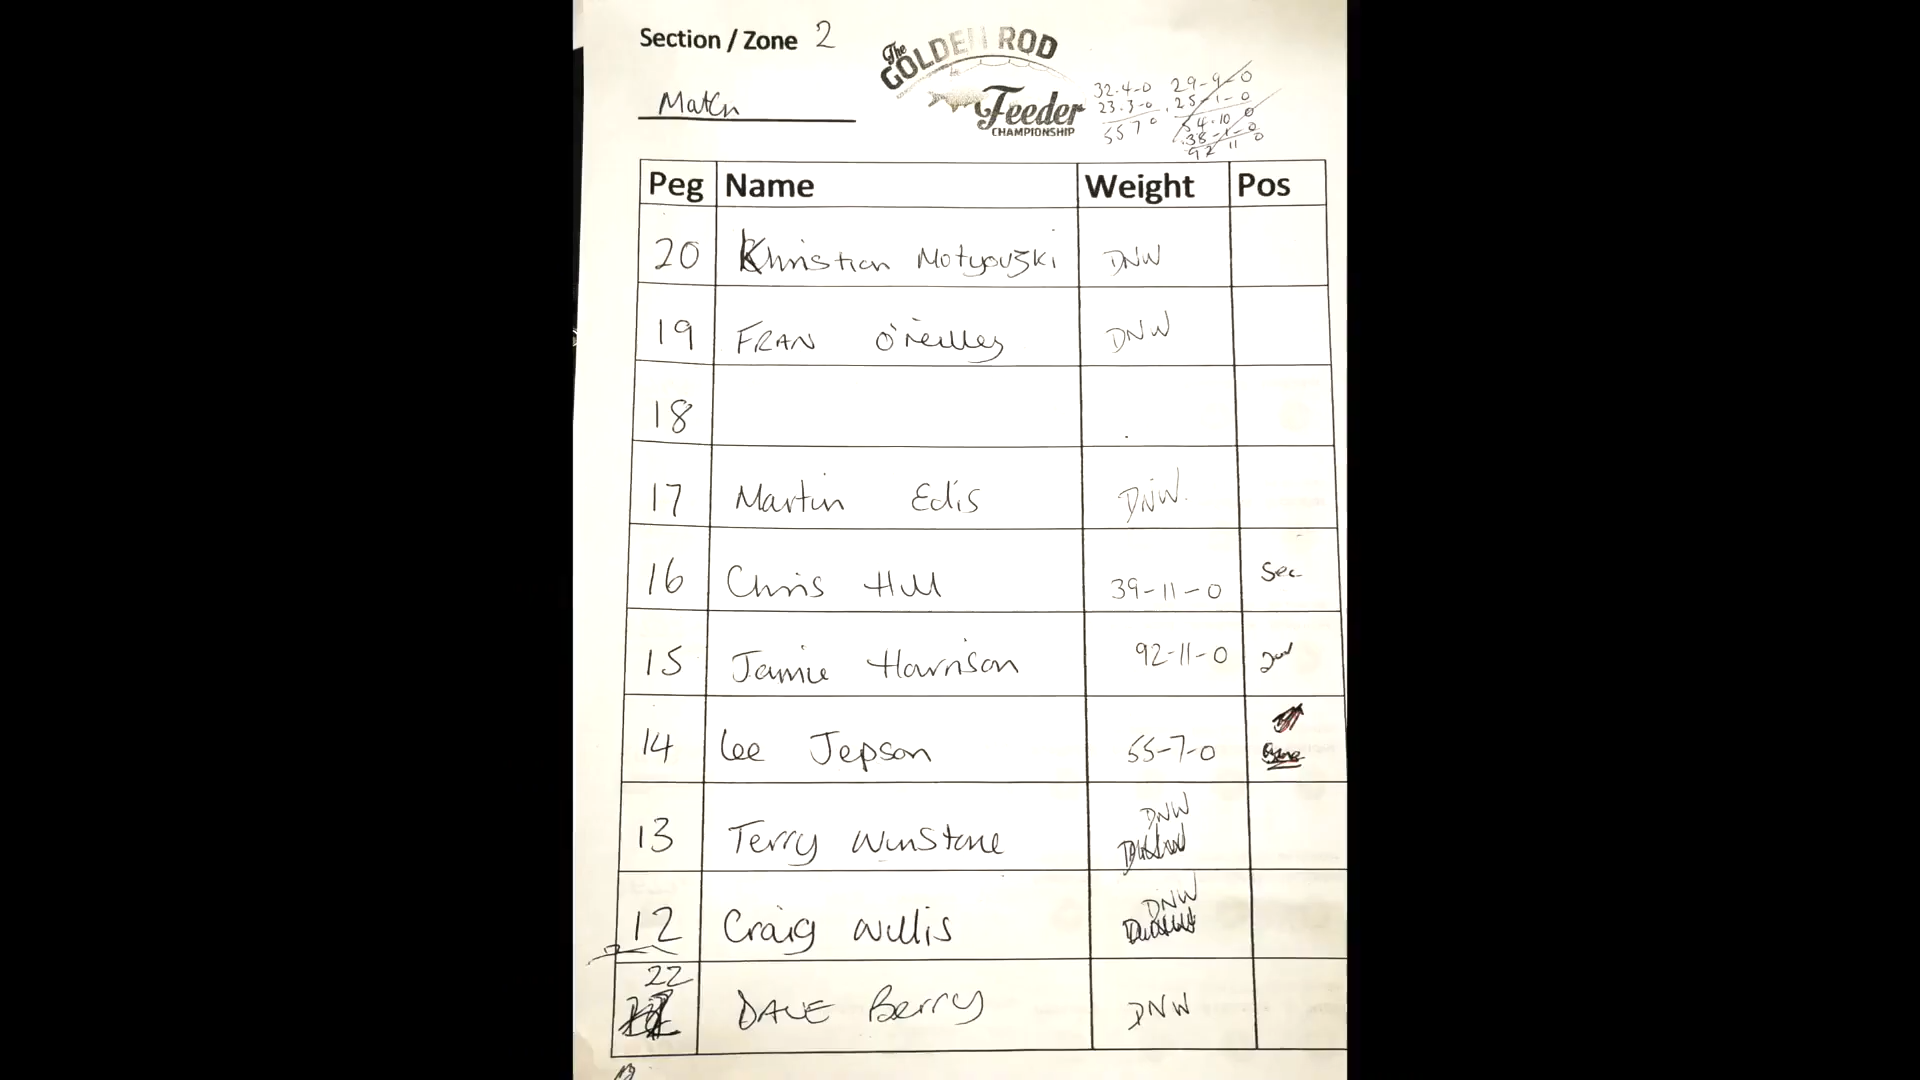 Section / Zone 2
The
GOLDEN ROD
Feeder
CHAMPIONSHIP
Match
32-4-0
23-3-0
55 7 0
29-9-0
25-1-0
54-10 0
38-1-0
92 11 0
Peg Name Weight Pos
20 Khristian DNW
19 FRAN O'reilley DNW
18
17 Martin Edis DNW.
16 Chris Hill 39-11-0 Sec
15 Jamie Harrison 92-11-0 2nd
14 Lee Jepson 55-7-0
13 Terry Winstone DNW
12 Craig Willis DNW
22 DAVE Berry DNW